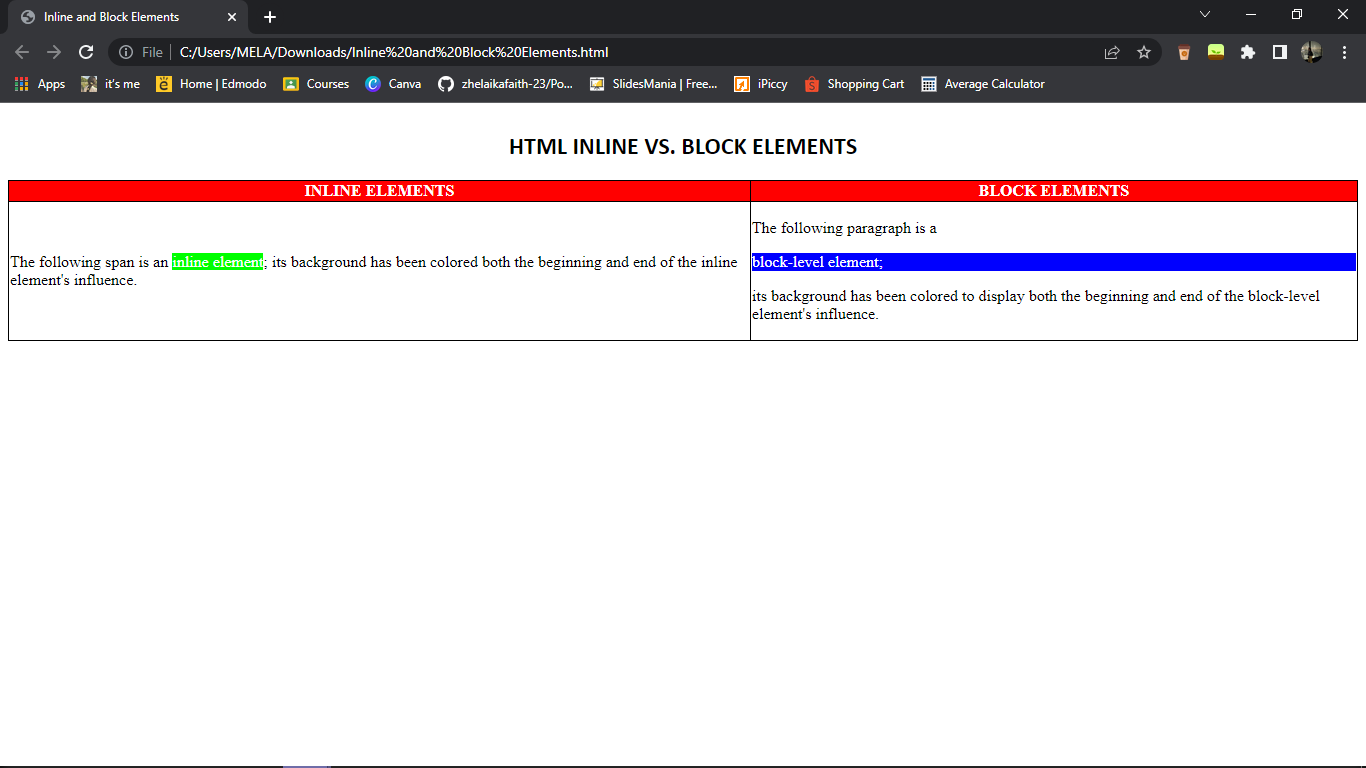 Inline and Block Elements
File
C:/Users/MELA/Downloads/Inline%20and%20Block%20Elements.html
Apps it's me Home | Edmodo Courses Canva zhelaikafaith-23/Po... SlidesMania | Free... iPiccy Shopping Cart Average Calculator
HTML INLINE VS. BLOCK ELEMENTS
INLINE ELEMENTS
The following span is an inline element; its background has been colored both the beginning and end of the inline
element's influence.
BLOCK ELEMENTS
The following paragraph is a
block-level element;
its background has been colored to display both the beginning and end of the block-level
element's influence.